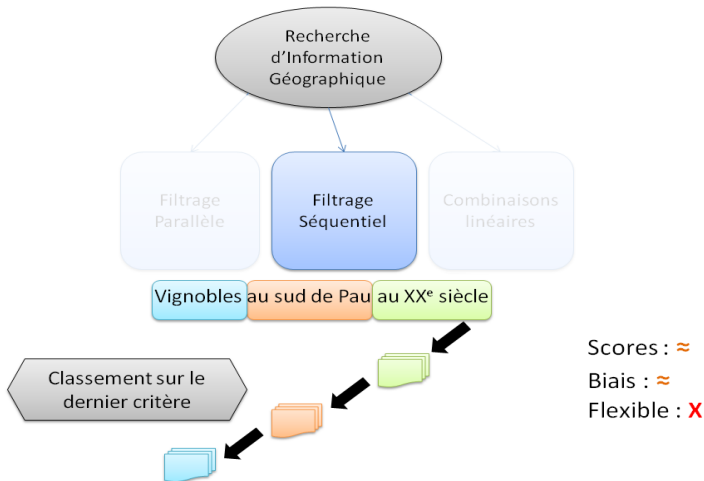 Recherche
d'Information
Géographique
Filtrage
Parallèle
Filtrage
Séquentiel
Combinaisons
linéaires
Vignobles au sud de Pau au XXe siècle
Classement sur le
dernier critère
Scores : ≈
Biais : ≈
Flexible : X